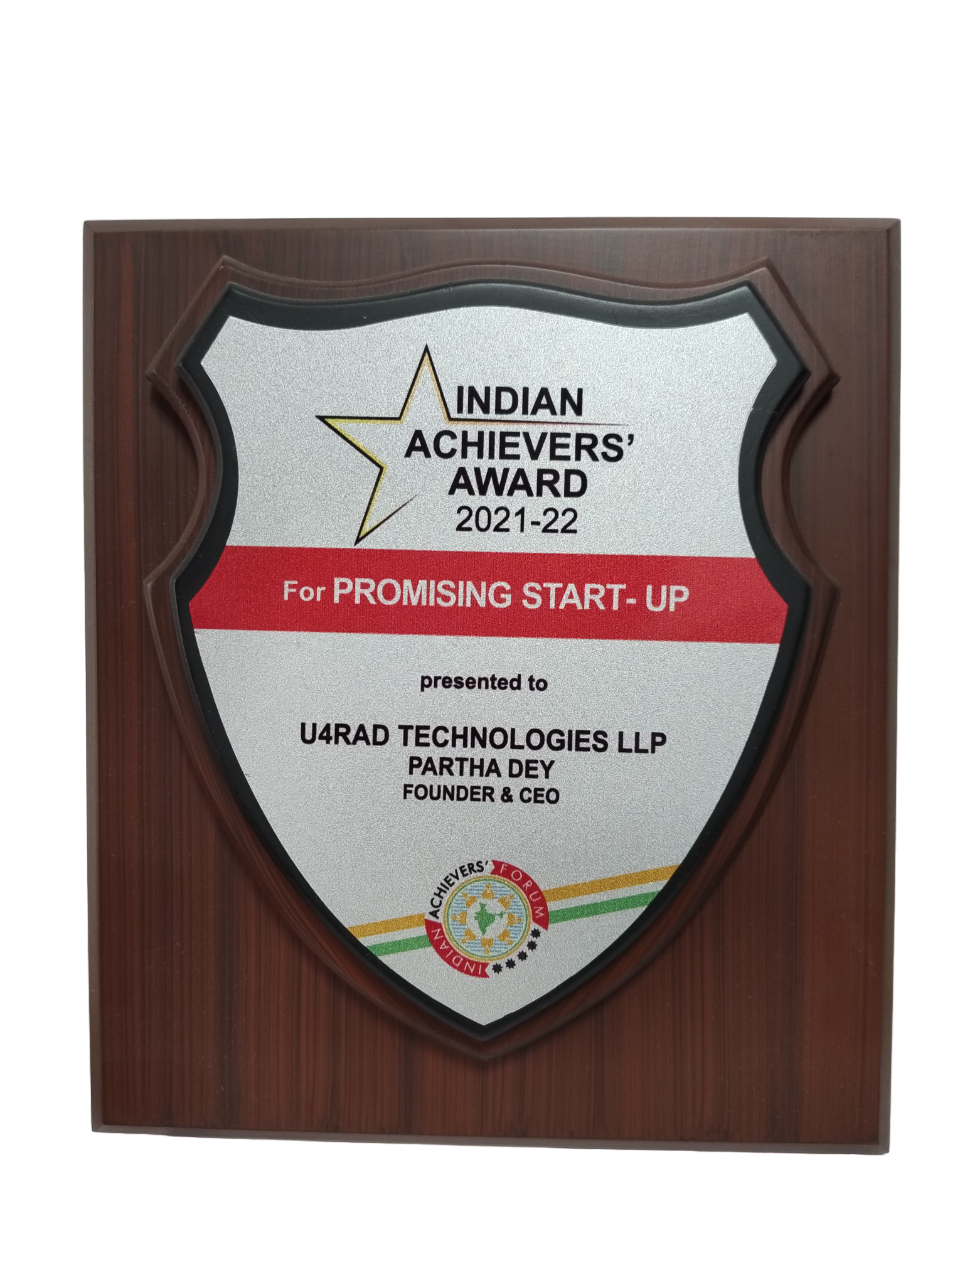 INDIAN
ACHIEVERS'
AWARD
2021-22
For PROMISING START- UP
presented to
U4RAD TECHNOLOGIES LLP
PARTHA DEY
FOUNDER & CEO
INDIAN ACHIEVERS' FORUM